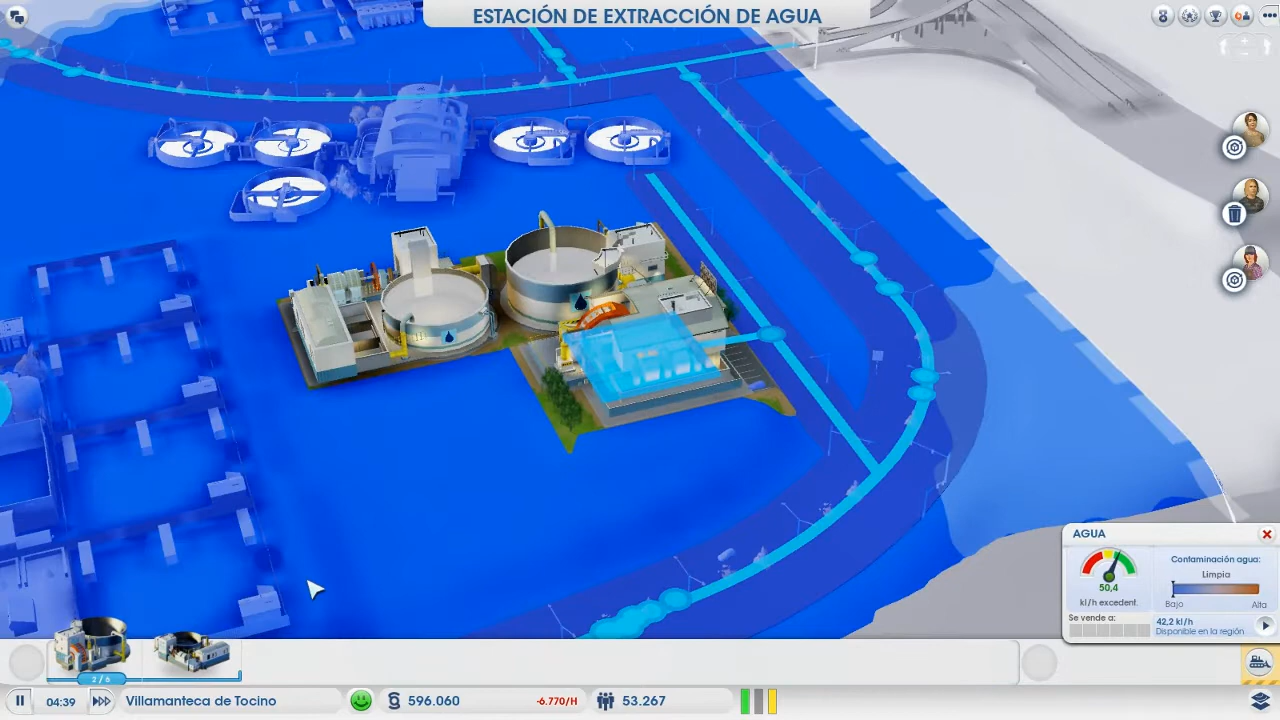 ESTACIÓN DE EXTRACCIÓN DE AGUA
AGUA
50,4
kl/h excedent.
Contaminación agua:
Limpia
Bajo
Alta
Se vende a:
42,2 kl/h
Disponible en la región
2 / 6
04:39
Villamanteca de Tocino
596.060
-6.770/H
53.267